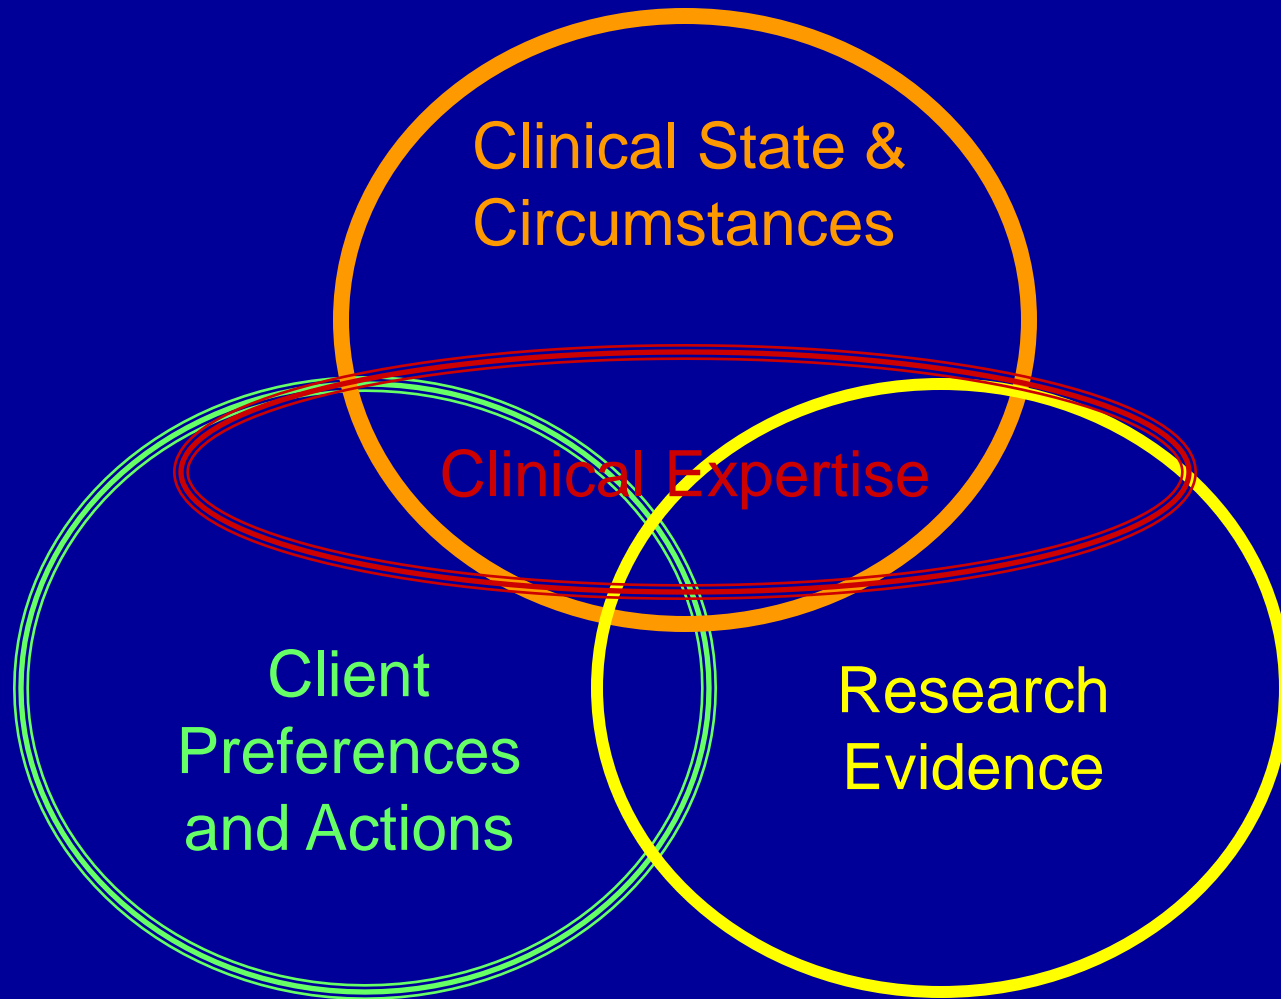 Clinical State &
Circumstances
Clinical Expertise
Client
Preferences
and Actions
Research
Evidence